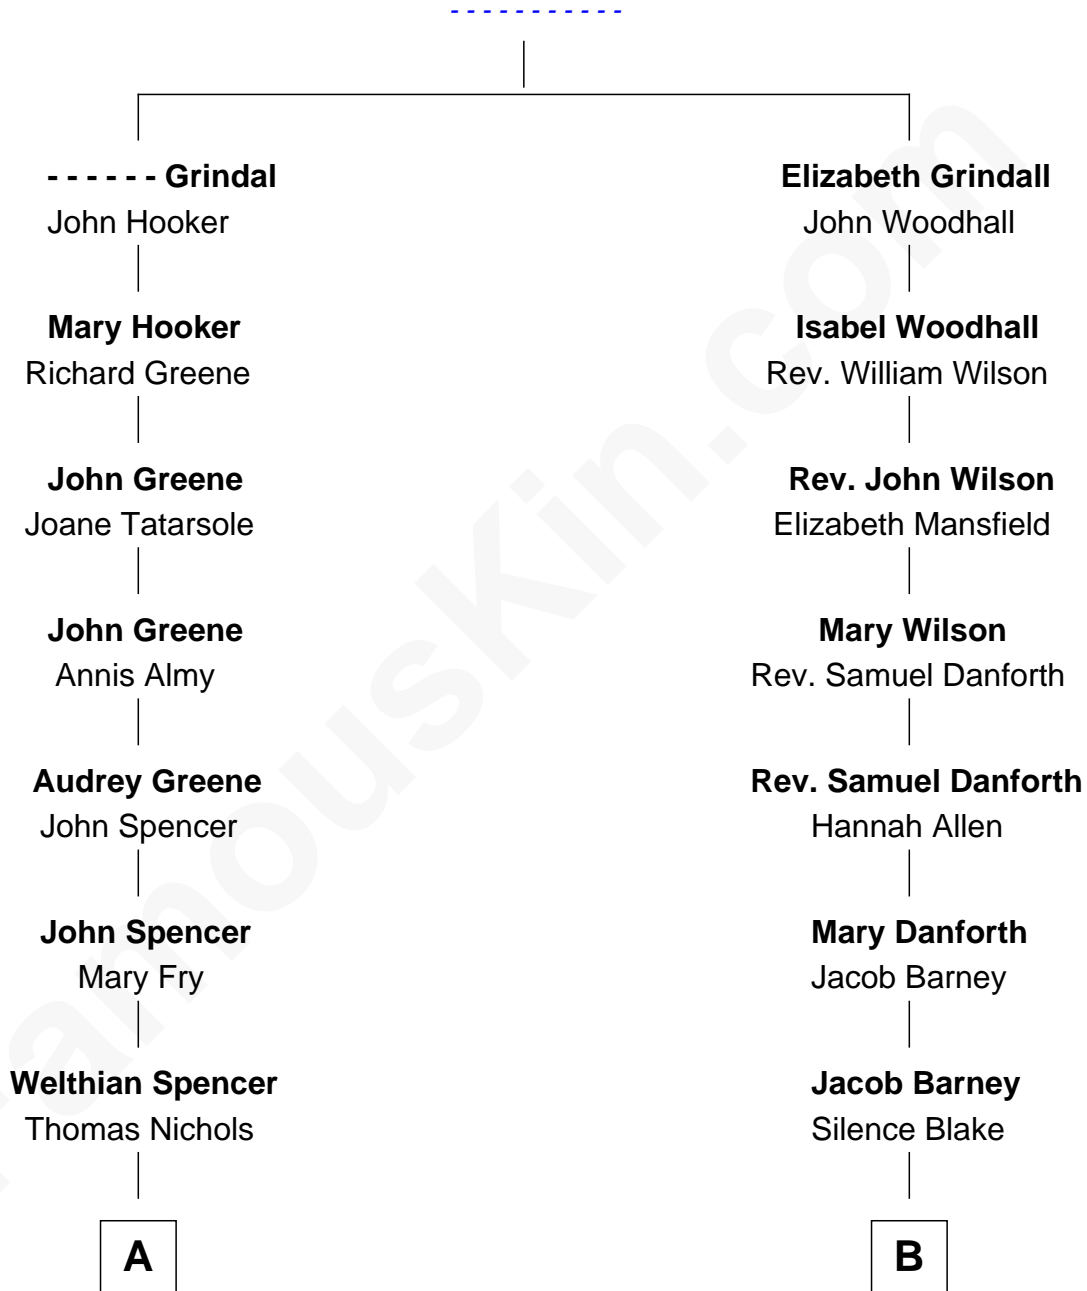 - - - - - - - - - - -
- - - - - - Grindal
John Hooker
Mary Hooker
Richard Greene
John Greene
Joane Tatarsole
John Greene
Annis Almy
Audrey Greene
John Spencer
John Spencer
Mary Fry
Welthian Spencer
Thomas Nichols
A
Elizabeth Grindall
John Woodhall
Isabel Woodhall
Rev. William Wilson
Rev. John Wilson
Elizabeth Mansfield
Mary Wilson
Rev. Samuel Danforth
Rev. Samuel Danforth
Hannah Allen
Mary Danforth
Jacob Barney
Jacob Barney
Silence Blake
B
FamousKin.com